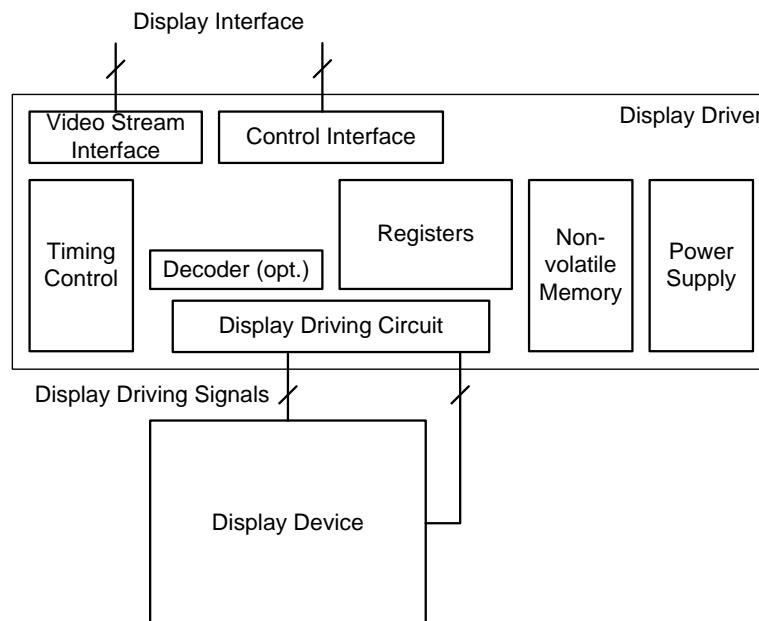 Display Interface
Display Driver
Video Stream
Interface
Control Interface
Timing
Control
Decoder (opt.)
Registers
Non-
volatile
Memory
Power
Supply
Display Driving Circuit
Display Driving Signals
Display Device